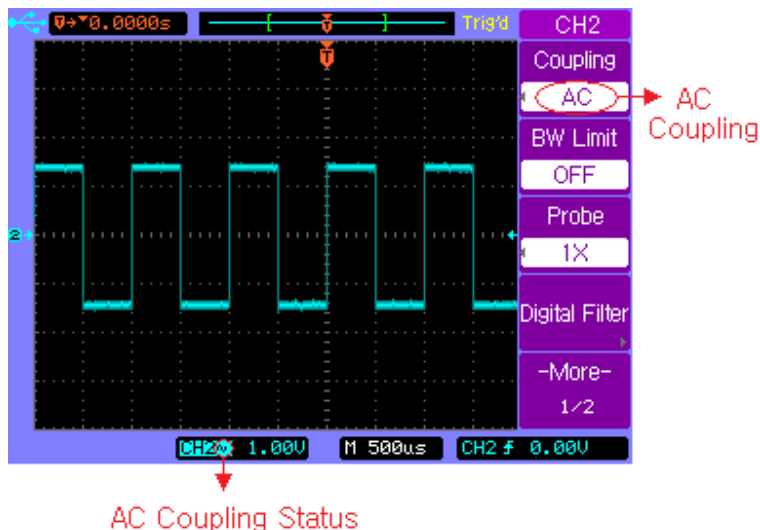 0.0000s
T
Trig'd
CH2
T
Coupling
AC
AC
Coupling
BW Limit
OFF
Probe
1X
2
Digital Filter
-More-
1/2
CH2 1.00V
M 500us
CH2 0.00V
AC Coupling Status